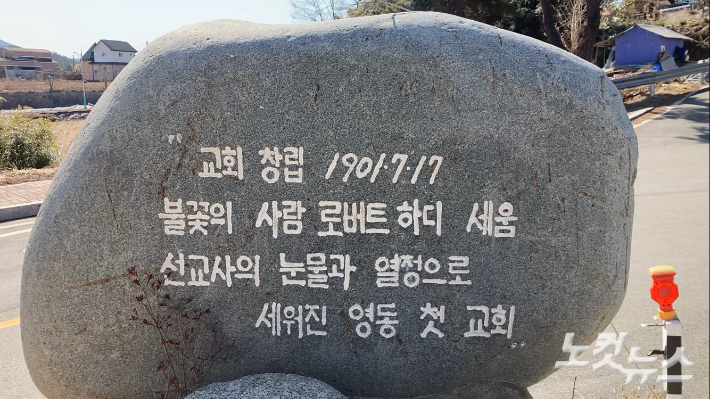 " 교회 창립 1901.7.17
불꽃의 사람 로버트 하디 세움
선교사의 눈물과 열정으로
세워진 영동 첫 교회 "
노컷뉴스